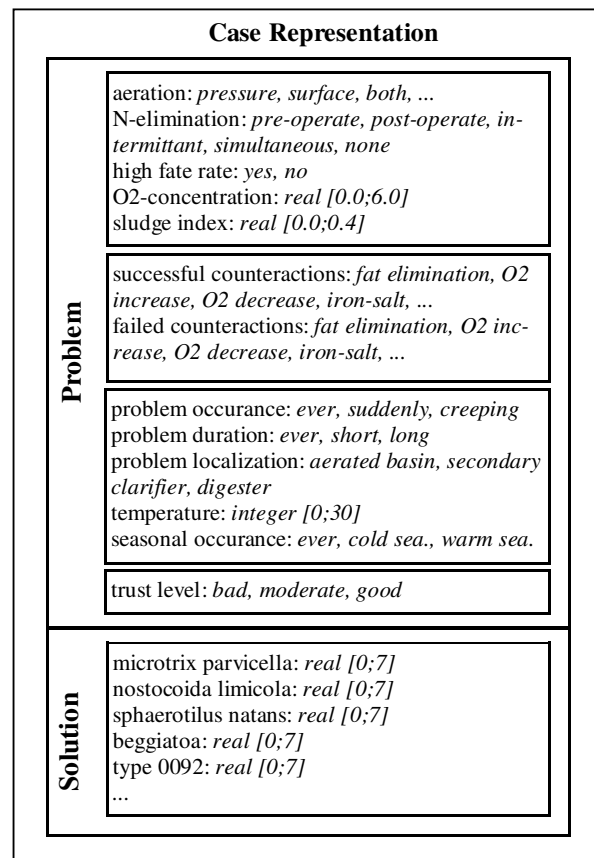 Case Representation
Problem
aeration: pressure, surface, both, ...
N-elimination: pre-operate, post-operate, in-
termittant, simultaneous, none
high fate rate: yes, no
O2-concentration: real [0.0;6.0]
sludge index: real [0.0;0.4]
successful counteractions: fat elimination, O2
increase, O2 decrease, iron-salt, ...
failed counteractions: fat elimination, O2 inc-
rease, O2 decrease, iron-salt, ...
problem occurance: ever, suddenly, creeping
problem duration: ever, short, long
problem localization: aerated basin, secondary
clarifier, digester
temperature: integer [0;30]
seasonal occurance: ever, cold sea., warm sea.
trust level: bad, moderate, good
Solution
microtrix parvicella: real [0;7]
nostocoida limicola: real [0;7]
sphaerotilus natans: real [0;7]
beggiatoa: real [0;7]
type 0092: real [0;7]
...